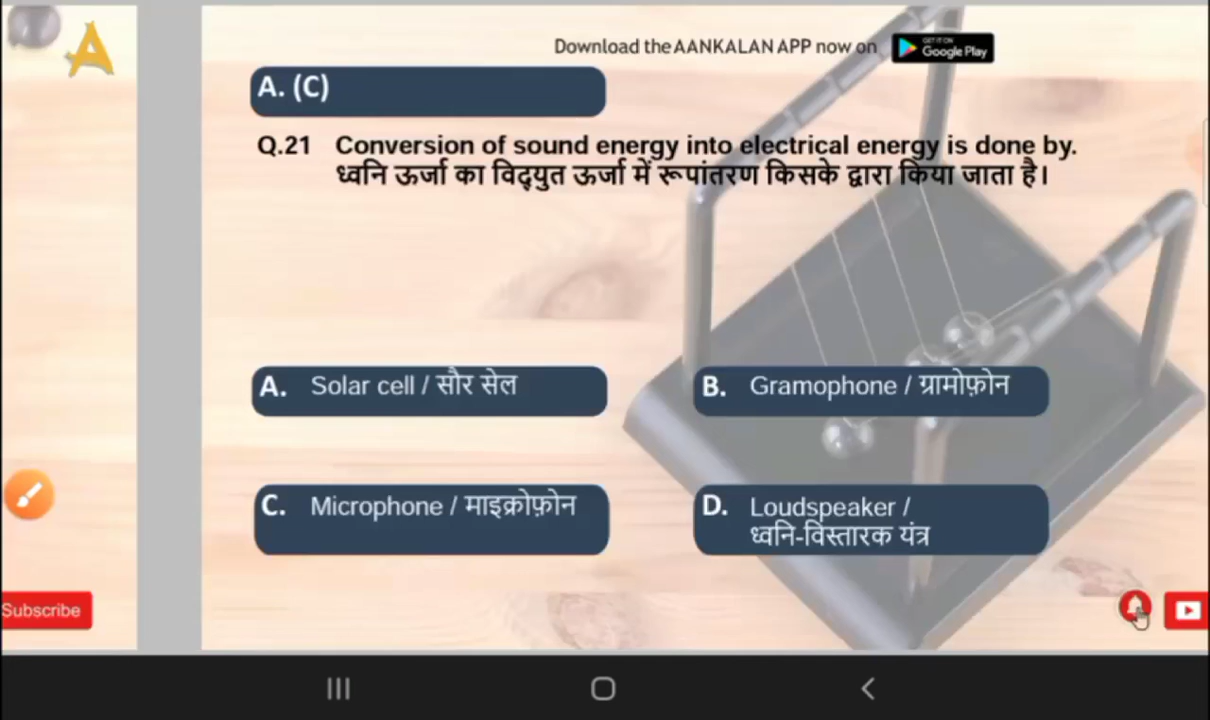 A
Download the AANKALAN APP now on
GET IT ON
Google Play
A. (C)
Q.21 Conversion of sound energy into electrical energy is done by.
ध्वनि ऊर्जा का विद्युत ऊर्जा में रूपांतरण किसके द्वारा किया जाता है।
A. Solar cell / सौर सेल
B. Gramophone / ग्रामोफ़ोन
C. Microphone / माइक्रोफ़ोन
D. Loudspeaker /
ध्वनि-विस्तारक यंत्र
Subscribe